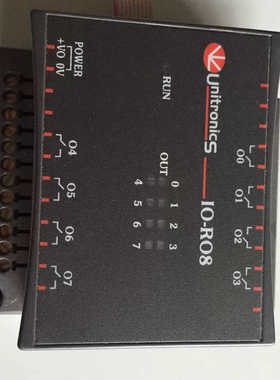 unitronics
IO-RO8
POWER
+VO 0V
RUN
OUT
4 0
5 1
6 2
7 3
O4
O5
O6
O7
O0
O1
O2
O3